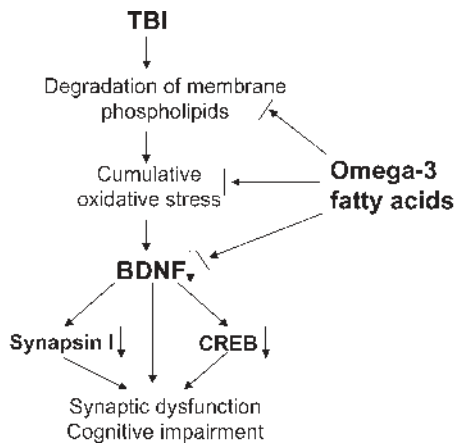 TBI
Degradation of membrane
phospholipids
Cumulative
oxidative stress
Omega-3
fatty acids
BDNF
Synapsin I
CREB
Synaptic dysfunction
Cognitive impairment